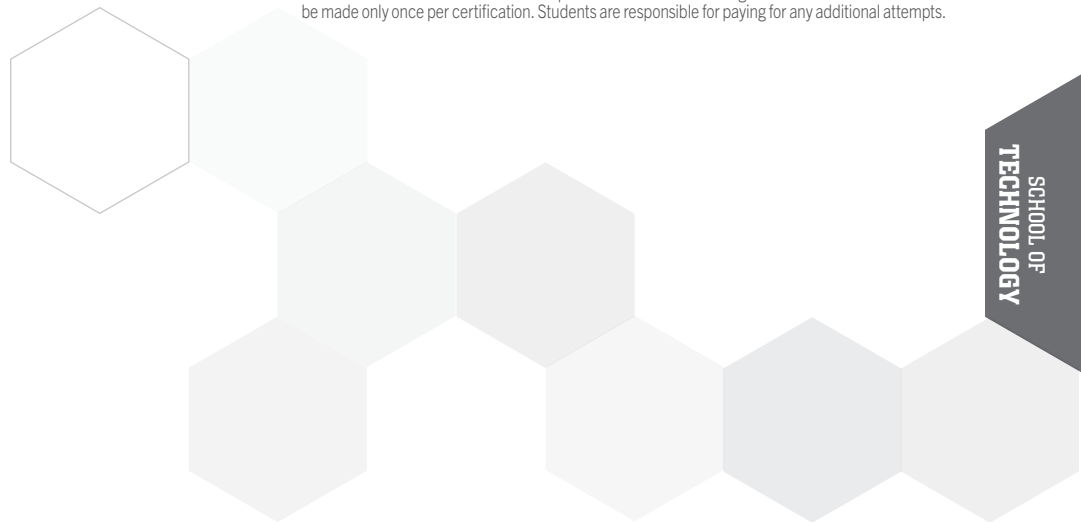 be made only once per certification. Students are responsible for paying for any additional attempts.
SCHOOL OF
TECHNOLOGY